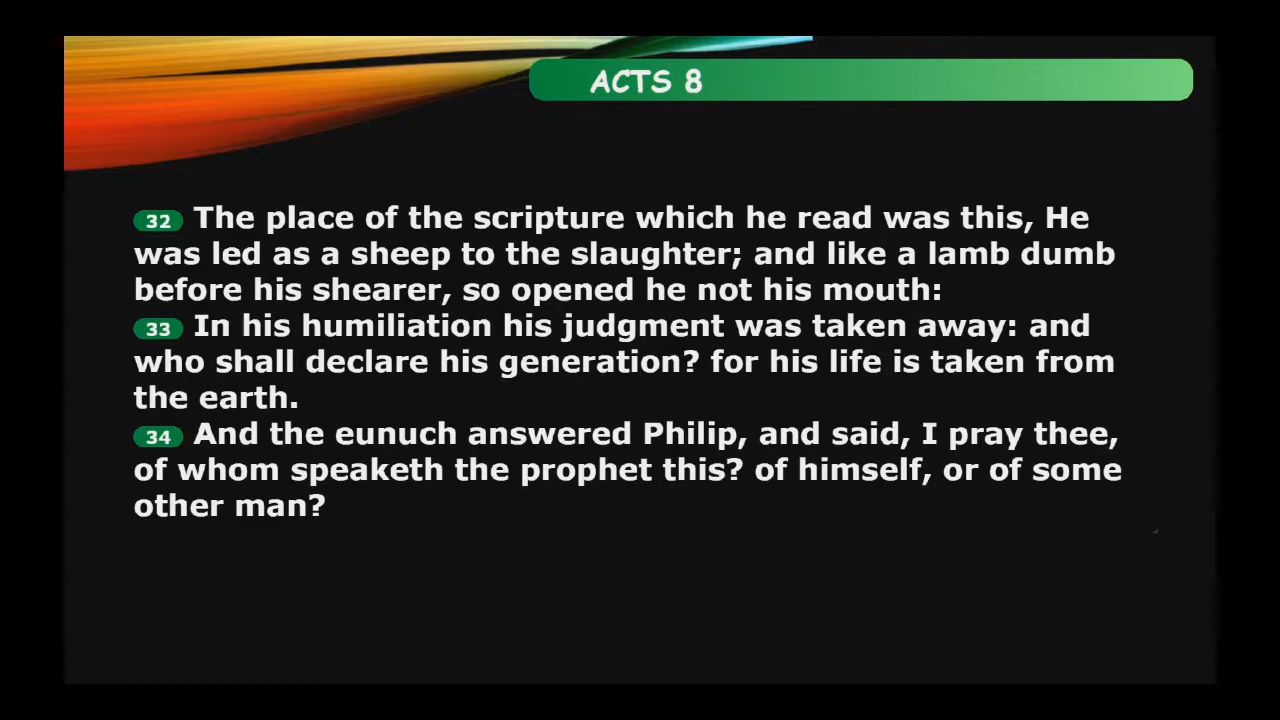 ACTS 8
32 The place of the scripture which he read was this, He
was led as a sheep to the slaughter; and like a lamb dumb
before his shearer, so opened he not his mouth:
33 In his humiliation his judgment was taken away: and
who shall declare his generation? for his life is taken from
the earth.
34 And the eunuch answered Philip, and said, I pray thee,
of whom speaketh the prophet this? of himself, or of some
other man?